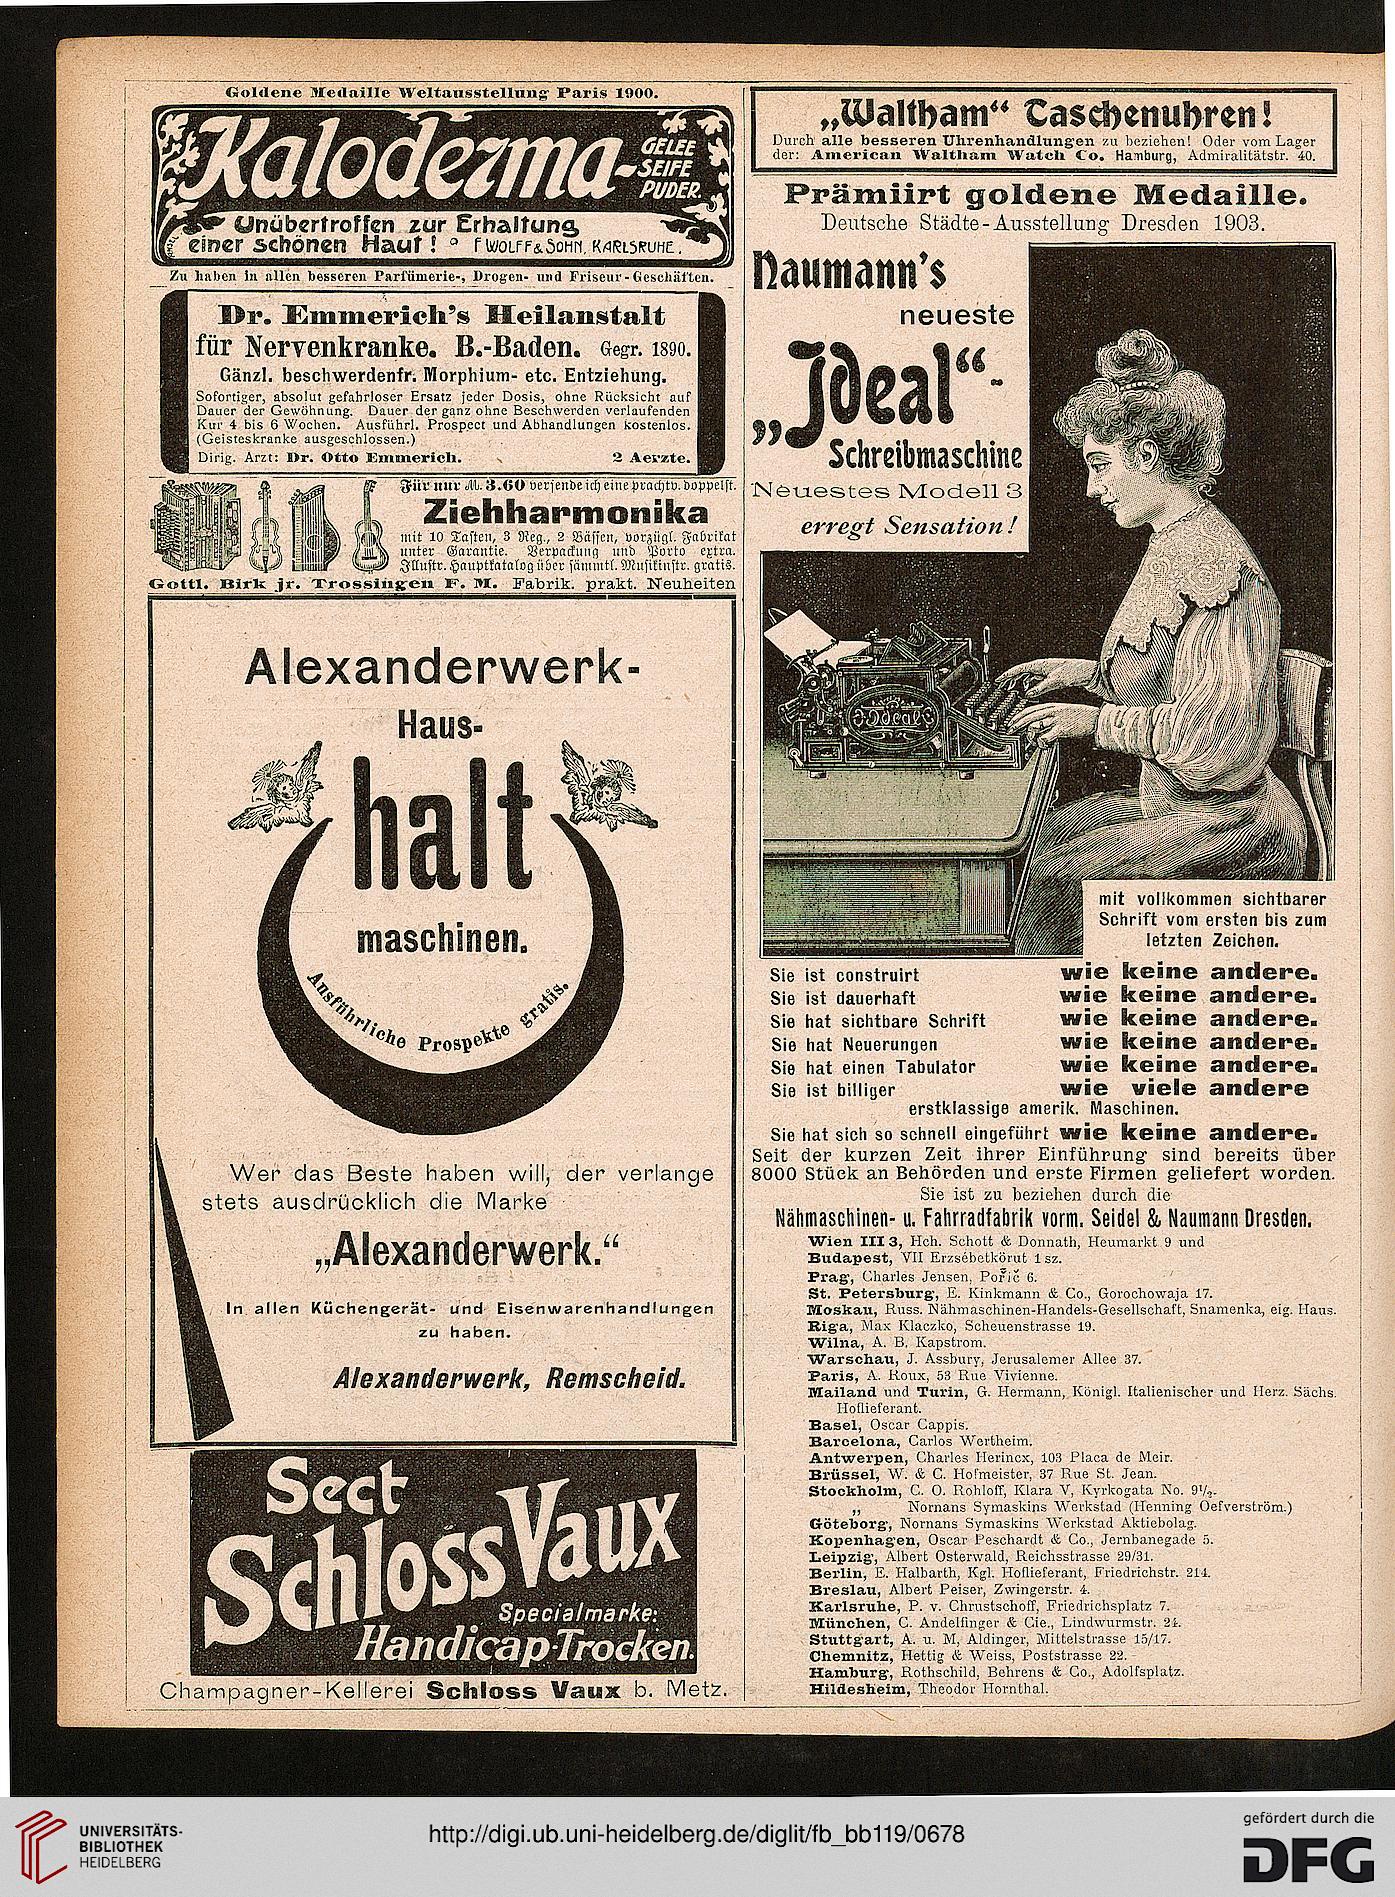 Goldene Medaille Weltausstellung Paris 1900.
Kaloderma-
GELEE
SEIFE
PUDER.
Unübertroffen zur Erhaltung
einer schönen Haut! ° F WOLFF & SOHN, KARLSRUHE.
Zu haben in allen besseren Parfümerie-, Drogen- und Friseur-Geschäften.
Dr. Emmerich's Heilanstalt
für Nervenkranke. B.-Baden. Gegr. 1890.
Gänzl. beschwerdenfr. Morphium- etc. Entziehung.
Sofortiger, absolut gefahrloser Ersatz jeder Dosis, ohne Rücksicht auf
Dauer der Gewöhnung. Dauer der ganz ohne Beschwerden verlaufenden
Kur 4 bis 6 Wochen. Ausführl. Prospect und Abhandlungen kostenlos.
(Geisteskranke ausgeschlossen.)
Dirig. Arzt: Dr. Otto Emmerich. 2 Aerzte.
Für nur M. 3.60 versende ich eine prachtv. doppelst.
Ziehharmonika
mit 10 Tasten, 3 Reg., 2 Bässen, vorzügl. Fabrikat
unter Garantie. Verpackung und Porto extra.
Illustr. Hauptkatalog über sämmtl. Musikinstr. gratis.
Gottl. Birk jr. Trossingen F. M. Fabrik. prakt. Neuheiten
Alexanderwerk-
Haus-
halt
maschinen.
Ausführliche Prospekte gratis.
Wer das Beste haben will, der verlange
stets ausdrücklich die Marke
„Alexanderwerk.“
In allen Küchengerät- und Eisenwarenhandlungen
zu haben.
Alexanderwerk, Remscheid.
Sect
Schloss Vaux
Specialmarke:
Handicap-Trocken.
Champagner-Kellerei Schloss Vaux b. Metz.
„Waltham“ Taschenuhren!
Durch alle besseren Uhrenhandlungen zu beziehen! Oder vom Lager
der: American Waltham Watch Co. Hamburg, Admiralitätstr. 40.
Prämiirt goldene Medaille.
Deutsche Städte-Ausstellung Dresden 1903.
Naumann's
neueste
„Ideal“-
Schreibmaschine
Neuestes Modell 3
erregt Sensation!
Ideal
mit vollkommen sichtbarer
Schrift vom ersten bis zum
letzten Zeichen.
Sie ist construirt wie keine andere.
Sie ist dauerhaft wie keine andere.
Sie hat sichtbare Schrift wie keine andere.
Sie hat Neuerungen wie keine andere.
Sie hat einen Tabulator wie keine andere.
Sie ist billiger wie viele andere
erstklassige amerik. Maschinen.
Sie hat sich so schnell eingeführt wie keine andere.
Seit der kurzen Zeit ihrer Einführung sind bereits über
8000 Stück an Behörden und erste Firmen geliefert worden.
Sie ist zu beziehen durch die
Nähmaschinen- u. Fahrradfabrik vorm. Seidel & Naumann Dresden.
Wien III 3, Hch. Schott & Donnath, Heumarkt 9 und
Budapest, VII Erzsébetkörut 1 sz.
Prag, Charles Jensen, Pořič 6.
St. Petersburg, E. Kinkmann & Co., Gorochowaja 17.
Moskau, Russ. Nähmaschinen-Handels-Gesellschaft, Snamenka, eig. Haus.
Riga, Max Klaczko, Scheuenstrasse 19.
Wilna, A. B. Kapstrom.
Warschau, J. Assbury, Jerusalemer Allee 37.
Paris, A. Roux, 53 Rue Vivienne.
Mailand und Turin, G. Hermann, Königl. Italienischer und Herz. Sächs.
Hoflieferant.
Basel, Oscar Cappis.
Barcelona, Carlos Wertheim.
Antwerpen, Charles Herincx, 103 Placa de Meir.
Brüssel, W. & C. Hofmeister, 37 Rue St. Jean.
Stockholm, C. O. Rohloff, Klara V, Kyrkogata No. 9½.
„ Nornans Symaskins Werkstad (Henning Oefverström.)
Göteborg, Nornans Symaskins Werkstad Aktiebolag.
Kopenhagen, Oscar Peschardt & Co., Jernbanegade 5.
Leipzig, Albert Osterwald, Reichsstrasse 29/31.
Berlin, E. Halbarth, Kgl. Hoflieferant, Friedrichstr. 214.
Breslau, Albert Peiser, Zwingerstr. 4.
Karlsruhe, P. v. Chrustschoff, Friedrichsplatz 7.
München, C. Andelfinger & Cie., Lindwurmstr. 24.
Stuttgart, A. u. M. Aldinger, Mittelstrasse 15/17.
Chemnitz, Hettig & Weiss, Poststrasse 22.
Hamburg, Rothschild, Behrens & Co., Adolfsplatz.
Hildesheim, Theodor Hornthal.
UNIVERSITÄTS-
BIBLIOTHEK
HEIDELBERG
http://digi.ub.uni-heidelberg.de/diglit/fb_bb119/0678
gefördert durch die
DFG